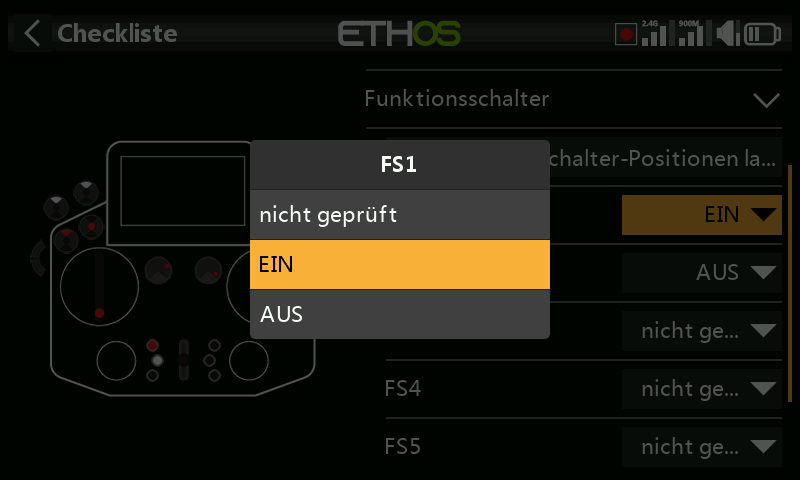 Checkliste
ETHOS
2.4G
900M
Funktionsschalter
chalter-Positionen la...
FS1
nicht geprüft
EIN
AUS
EIN
AUS
nicht ge...
FS4
nicht ge...
FS5
nicht ge...